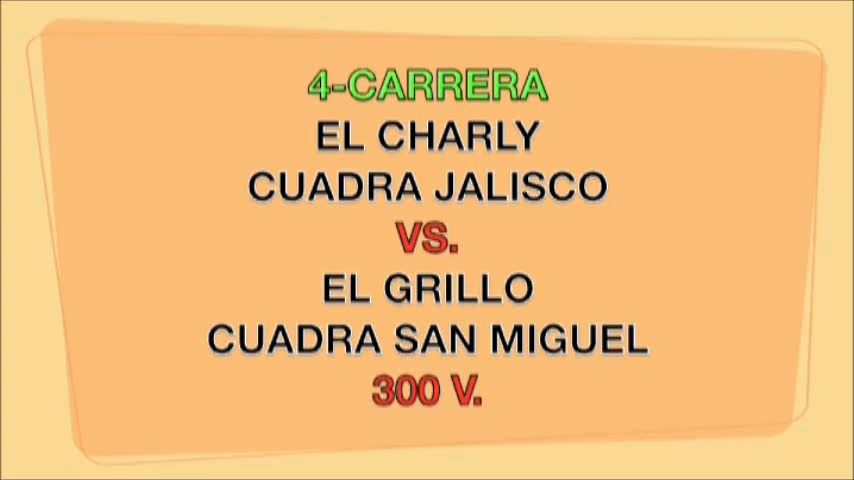 4-CARRERA
EL CHARLY
CUADRA JALISCO
VS.
EL GRILLO
CUADRA SAN MIGUEL
300 V.